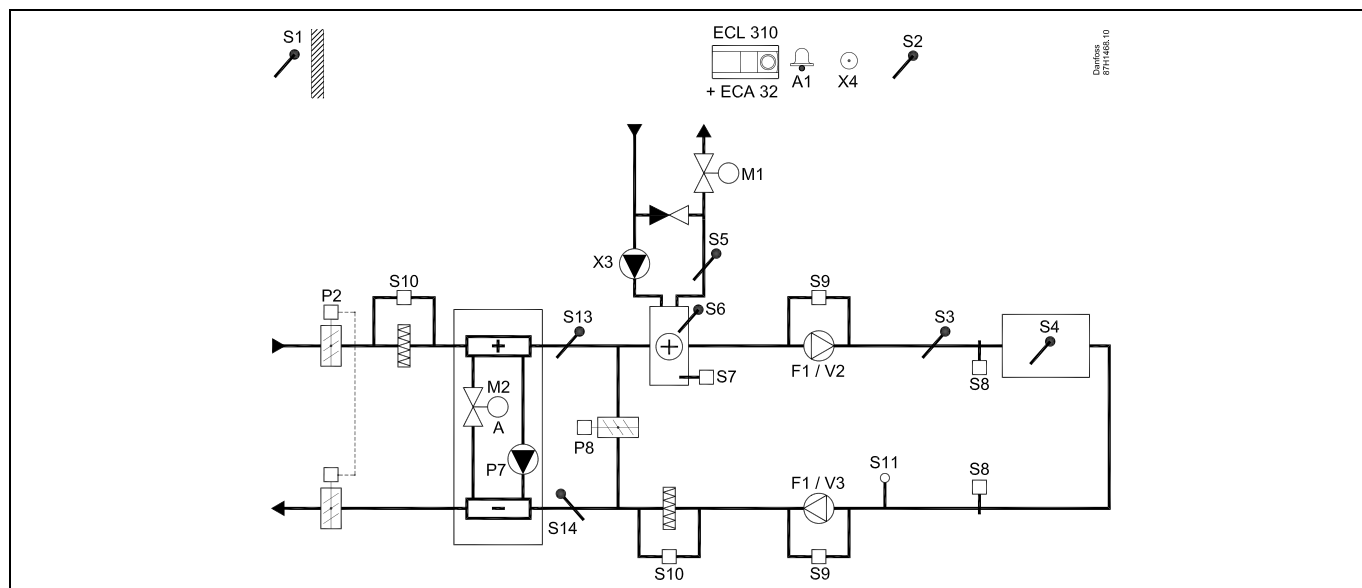 S1
ECL 310
+ ECA 32
A1
X4
S2
Danfoss
87H1468.10
M1
X3
S5
S10
P2
S13
S6
S9
S3
S4
F1 / V2
S7
S8
M2
A
P8
P7
S14
S11
F1 / V3
S8
S10
S9